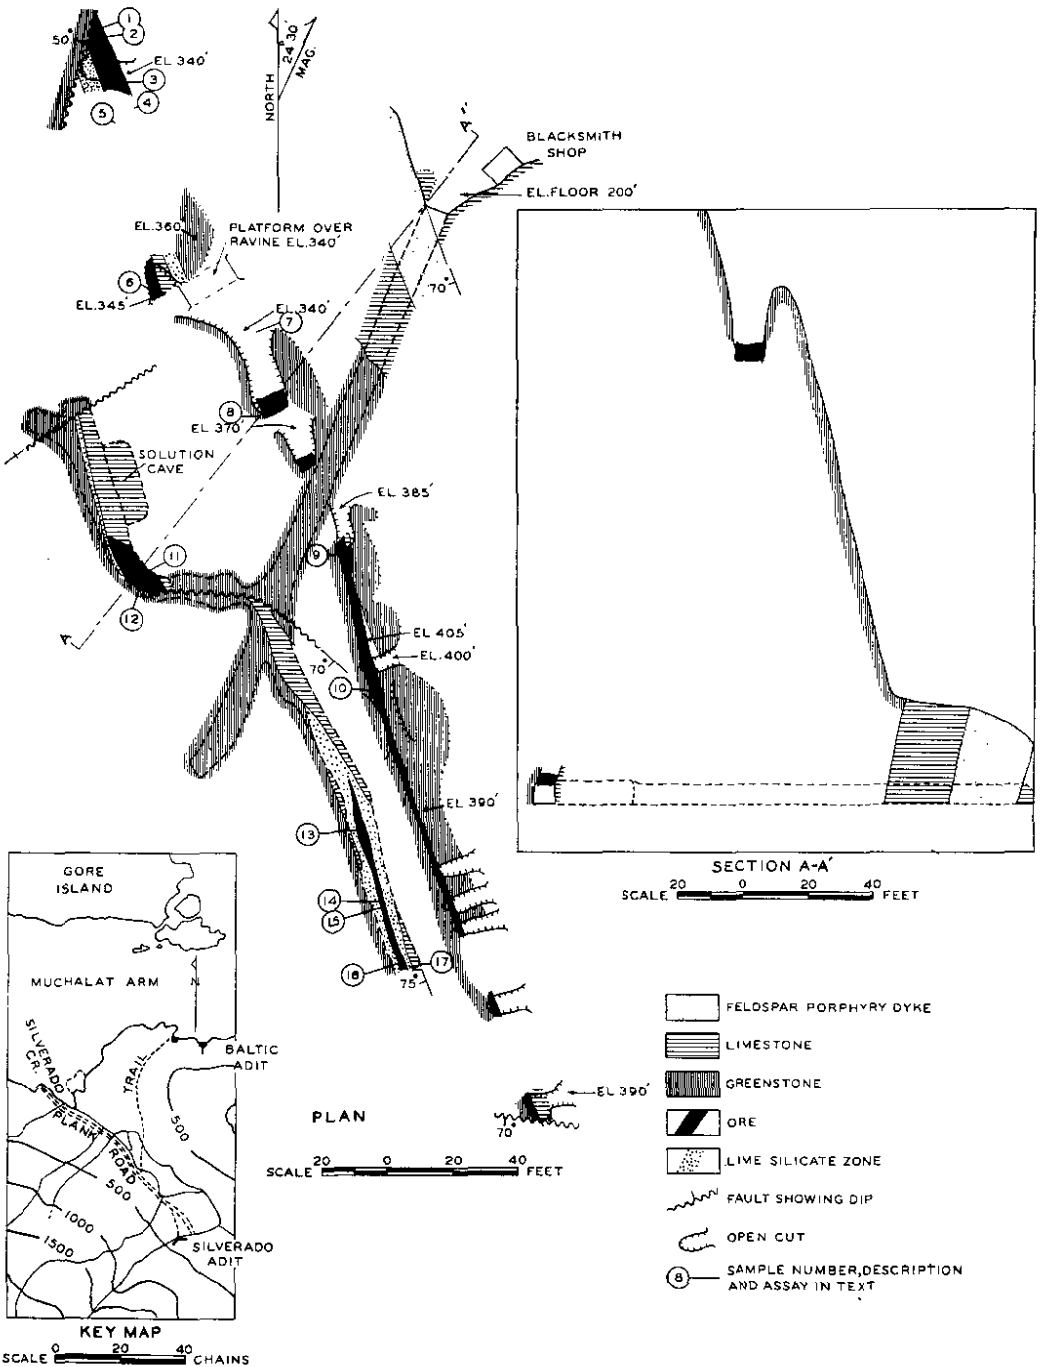 1
2
50°
EL 340'
3
4
5
24°30'
MAG.
NORTH
A'
BLACKSMITH
SHOP
EL. FLOOR 200'
EL.360
PLATFORM OVER
RAVINE EL.340'
6
EL.345'
70°
EL.340'
7
8
EL 370'
SOLUTION
CAVE
EL 385'
9
11
12
A
EL 405'
EL.400'
70°
10
EL 390'
13
14
15
16
17
75°
SECTION A-A'
SCALE 20 0 20 40 FEET
GORE
ISLAND
MUCHALAT ARM
N
SILVERADO
CR.
TRAIL
BALTIC
ADIT
PLANK
ROAD
500
500
1000
1500
SILVERADO
ADIT
KEY MAP
SCALE 0 20 40 CHAINS
PLAN
EL 390'
70°
SCALE 20 0 20 40 FEET
FELDSPAR PORPHYRY DYKE
LIMESTONE
GREENSTONE
ORE
LIME SILICATE ZONE
FAULT SHOWING DIP
OPEN CUT
8 SAMPLE NUMBER, DESCRIPTION
AND ASSAY IN TEXT